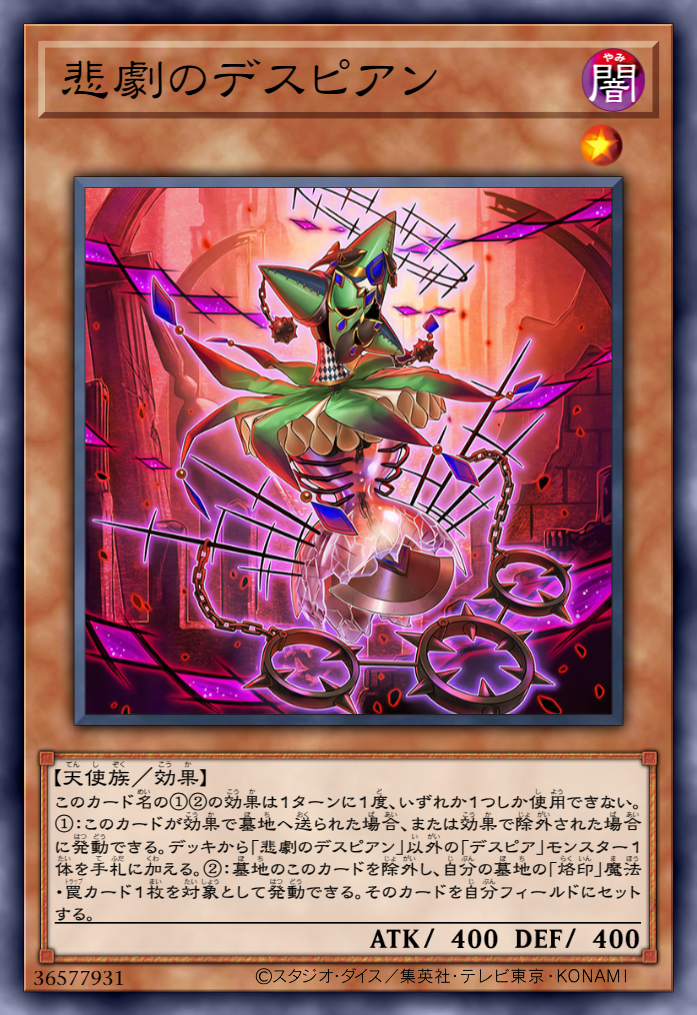 悲劇のデスピアン
やみ
闇
【天使族／効果】
このカード名の①②の効果は1ターンに1度、いずれか1つしか使用できない。
①：このカードが効果で墓地へ送られた場合、または効果で除外された場合
に発動できる。デッキから「悲劇のデスピアン」以外の「デスピア」モンスター1
体を手札に加える。②：墓地のこのカードを除外し、自分の墓地の「烙印」魔法
・罠カード1枚を対象として発動できる。そのカードを自分フィールドにセット
する。
ATK/ 400 DEF/ 400
36577931 ©スタジオ・ダイス／集英社・テレビ東京・KONAMI